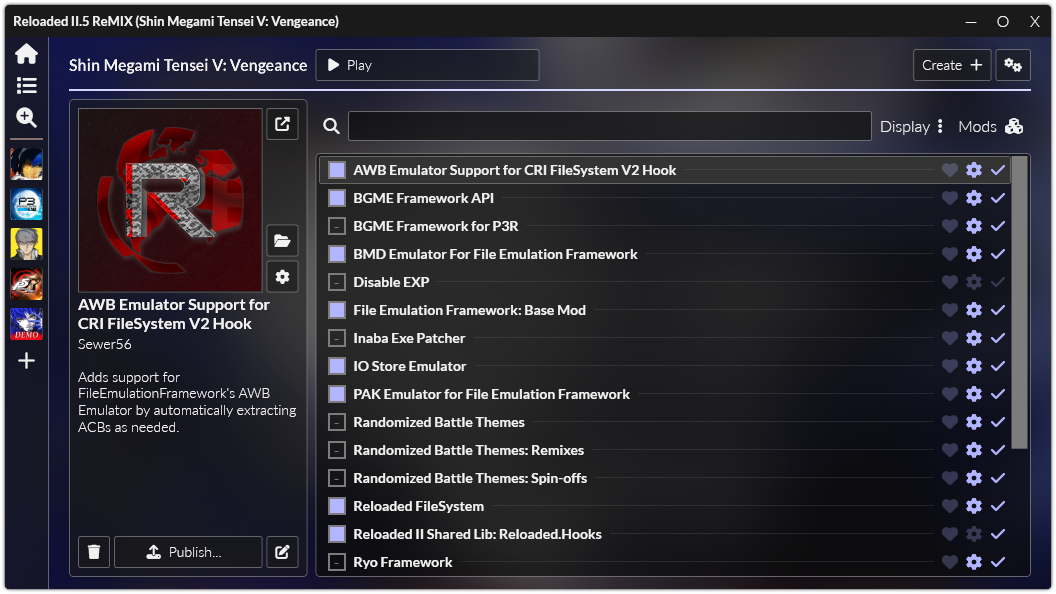 Reloaded II.5 ReMIX (Shin Megami Tensei V: Vengeance)
Shin Megami Tensei V: Vengeance
Play
Create
Display
Mods
R
AWB Emulator Support for
CRI FileSystem V2 Hook
Sewer56
Adds support for
FileEmulationFramework's AWB
Emulator by automatically extracting
ACBs as needed.
Publish...
AWB Emulator Support for CRI FileSystem V2 Hook
BGME Framework API
BGME Framework for P3R
BMD Emulator For File Emulation Framework
Disable EXP
File Emulation Framework: Base Mod
Inaba Exe Patcher
IO Store Emulator
PAK Emulator for File Emulation Framework
Randomized Battle Themes
Randomized Battle Themes: Remixes
Randomized Battle Themes: Spin-offs
Reloaded FileSystem
Reloaded II Shared Lib: Reloaded.Hooks
Ryo Framework
P3
DEMO